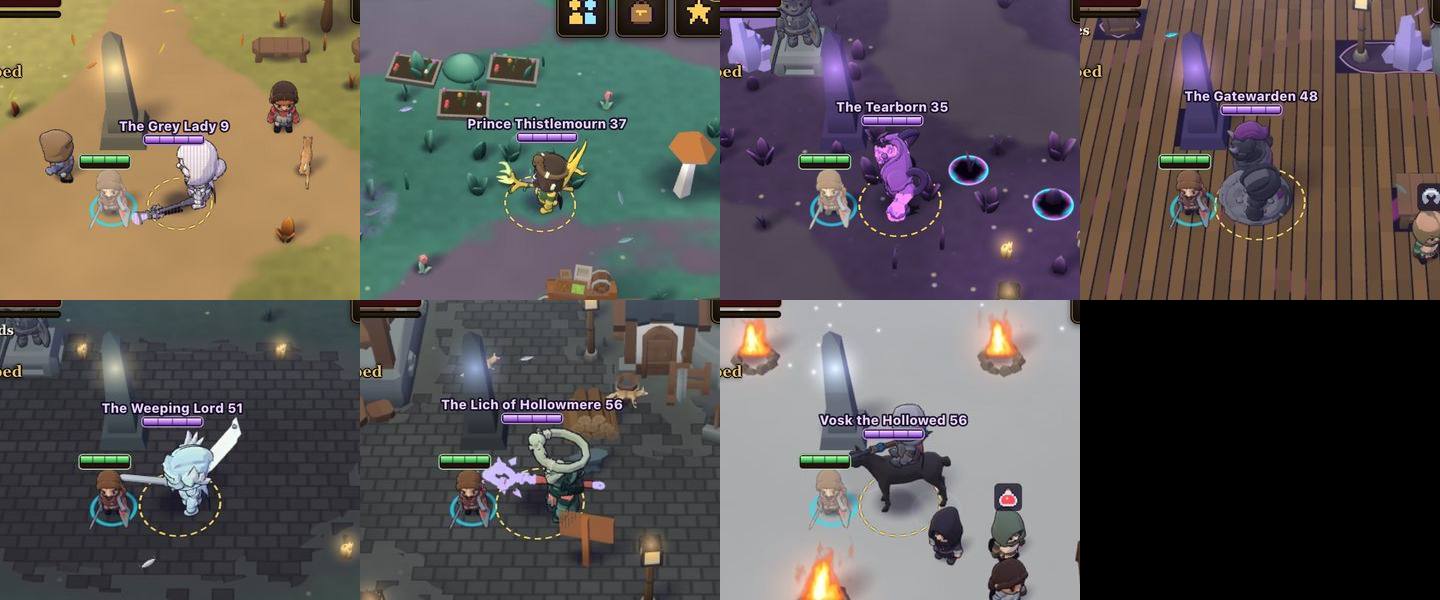 The Grey Lady 9
Prince Thistlemourn 37
The Tearborn 35
The Gatewarden 48
The Weeping Lord 51
The Lich of Hollowmere 56
Vosk the Hollowed 56